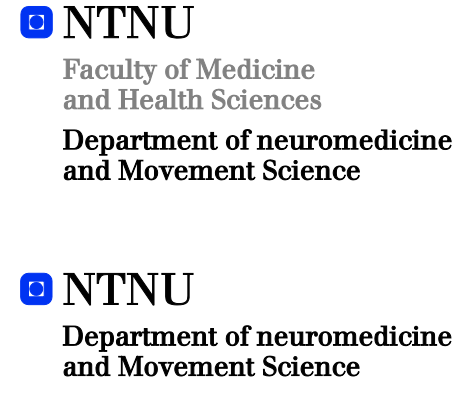 NTNU
Faculty of Medicine
and Health Sciences
Department of neuromedicine
and Movement Science
NTNU
Department of neuromedicine
and Movement Science